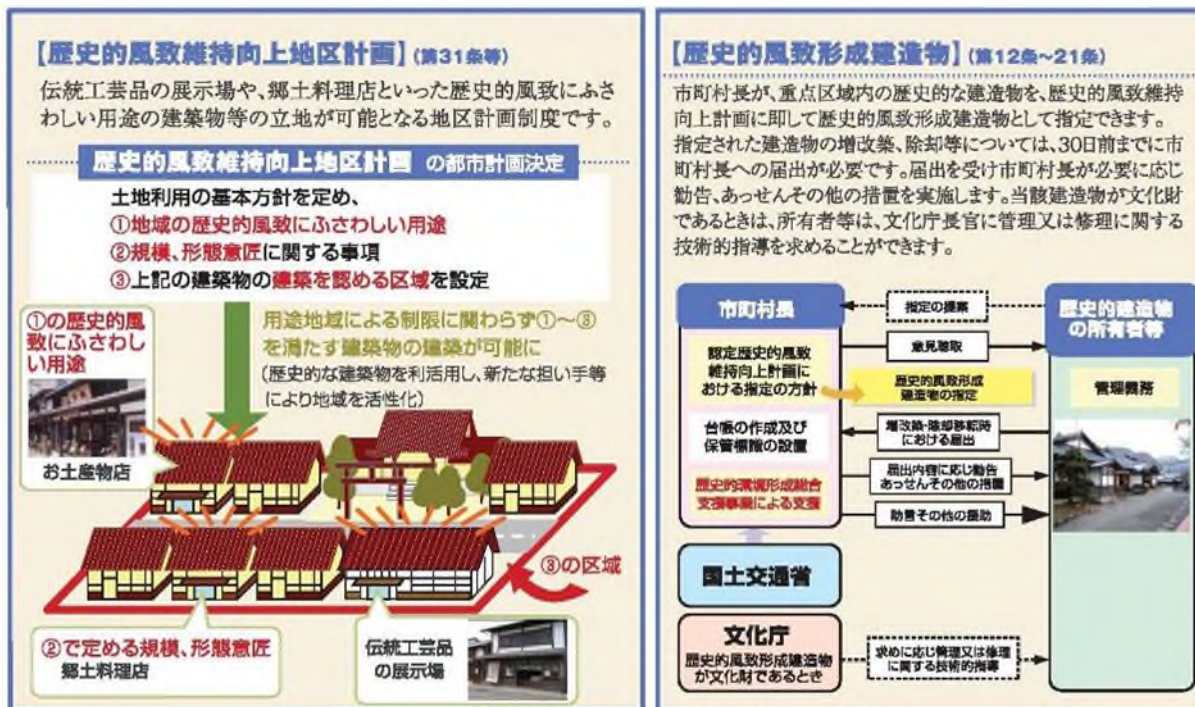 【歴史的風致維持向上地区計画】(第31条等)
伝統工芸品の展示場や、郷土料理店といった歴史的風致にふさ
わしい用途の建築物等の立地が可能となる地区計画制度です。
歴史的風致維持向上地区計画 の都市計画決定
土地利用の基本方針を定め、
①地域の歴史的風致にふさわしい用途
②規模、形態意匠に関する事項
③上記の建築物の建築を認める区域を設定
①の歴史的風
致にふさわし
い用途
お土産物店
用途地域による制限に関わらず①～③
を満たす建築物の建築が可能に
(歴史的な建築物を利活用し、新たな担い手等
により地域を活性化)
③の区域
②で定める規模、形態意匠
郷土料理店
伝統工芸品
の展示場
【歴史的風致形成建造物】(第12条～21条)
市町村長が、重点区域内の歴史的な建造物を、歴史的風致維持
向上計画に即して歴史的風致形成建造物として指定できます。
指定された建造物の増改築、除却等については、30日前までに市
町村長への届出が必要です。届出を受け市町村長が必要に応じ
勧告、あっせんその他の措置を実施します。当該建造物が文化財
であるときは、所有者等は、文化庁長官に管理又は修理に関する
技術的指導を求めることができます。
市町村長
認定歴史的風致
維持向上計画に
おける指定の方針
台帳の作成及び
保管標識の設置
歴史的環境形成総合
支援事業による支援
指定の提案
意見聴取
歴史的風致形成
建造物の指定
増改築・除却移転時
における届出
届出内容に応じ勧告
あっせんその他の措置
助言その他の援助
歴史的建造物
の所有者等
管理義務
国土交通省
文化庁
歴史的風致形成建造物
が文化財であるとき
求めに応じ管理又は修理
に関する技術的指導